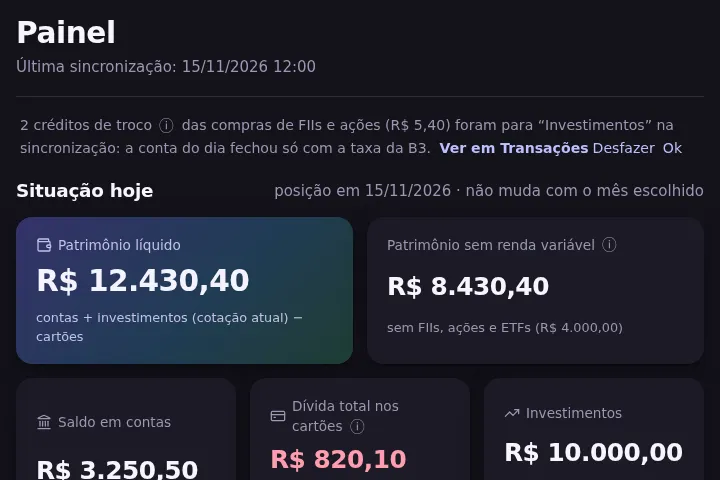 Painel
Última sincronização: 15/11/2026 12:00
2 créditos de troco ⓘ das compras de FIIs e ações (R$ 5,40) foram para “Investimentos” na
sincronização: a conta do dia fechou só com a taxa da B3. Ver em Transações Desfazer Ok
Situação hoje posição em 15/11/2026 · não muda com o mês escolhido
Patrimônio líquido
R$ 12.430,40
contas + investimentos (cotação atual) −
cartões
Patrimônio sem renda variável ⓘ
R$ 8.430,40
sem FIIs, ações e ETFs (R$ 4.000,00)
Saldo em contas
R$ 3.250,50
Dívida total nos
cartões ⓘ
R$ 820,10
Investimentos
R$ 10.000,00